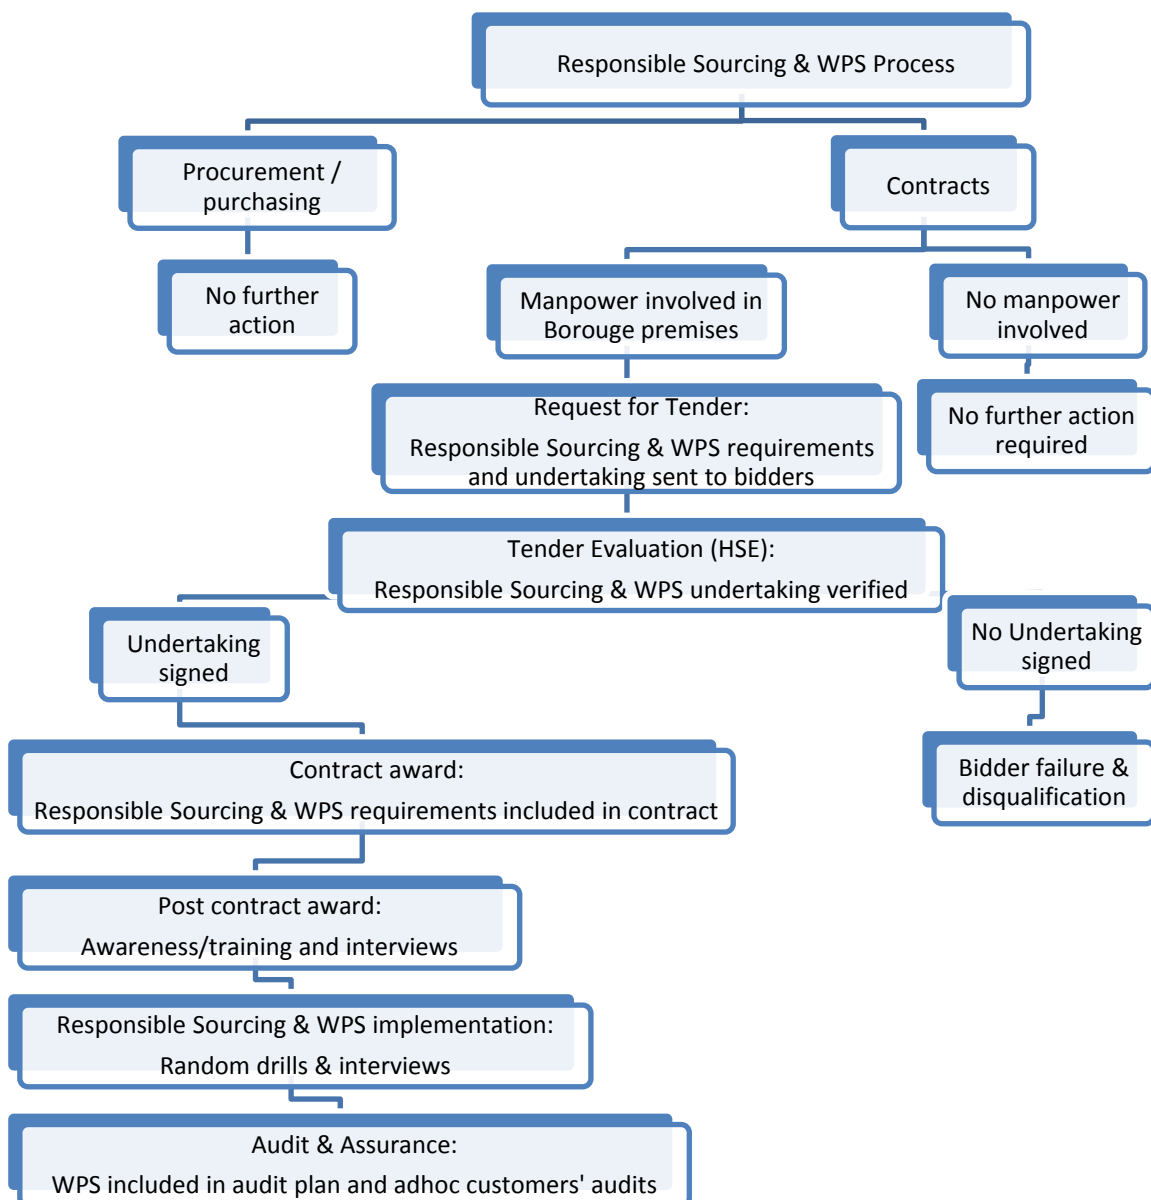 Responsible Sourcing & WPS Process
Procurement /
purchasing
Contracts
No further
action
Manpower involved in
Borouge premises
No manpower
involved
Request for Tender:
Responsible Sourcing & WPS requirements
and undertaking sent to bidders
No further action
required
Tender Evaluation (HSE):
Responsible Sourcing & WPS undertaking verified
Undertaking
signed
No Undertaking
signed
Contract award:
Responsible Sourcing & WPS requirements included in contract
Bidder failure &
disqualification
Post contract award:
Awareness/training and interviews
Responsible Sourcing & WPS implementation:
Random drills & interviews
Audit & Assurance:
WPS included in audit plan and adhoc customers' audits